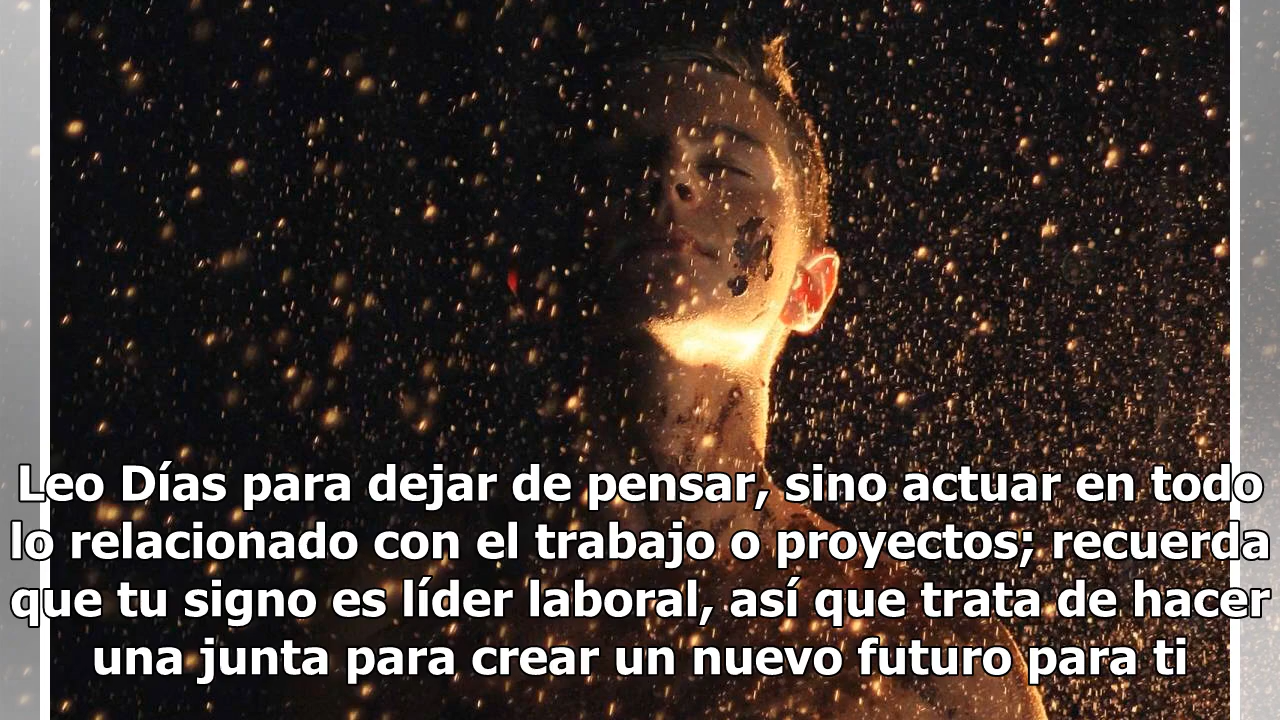 Leo Días para dejar de pensar, sino actuar en todo
lo relacionado con el trabajo o proyectos; recuerda
que tu signo es líder laboral, así que trata de hacer
una junta para crear un nuevo futuro para ti